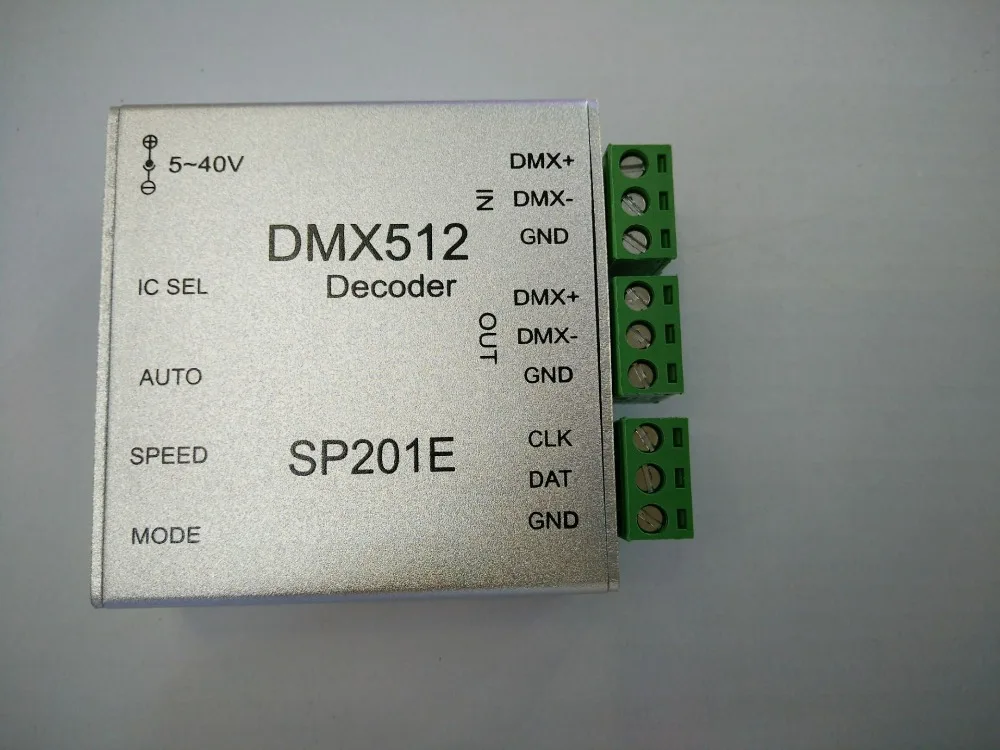 5~40V
DMX512
Decoder
IC SEL
AUTO
SPEED
MODE
SP201E
IN
DMX+
DMX-
GND
OUT
DMX+
DMX-
GND
CLK
DAT
GND